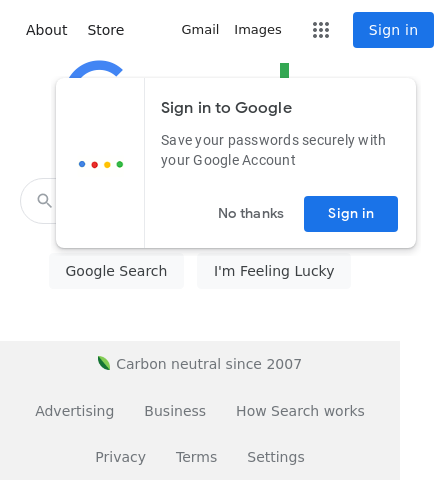 About Store Gmail Images Sign in
Sign in to Google
Save your passwords securely with
your Google Account
No thanks Sign in
Google Search I'm Feeling Lucky
Carbon neutral since 2007
Advertising Business How Search works
Privacy Terms Settings